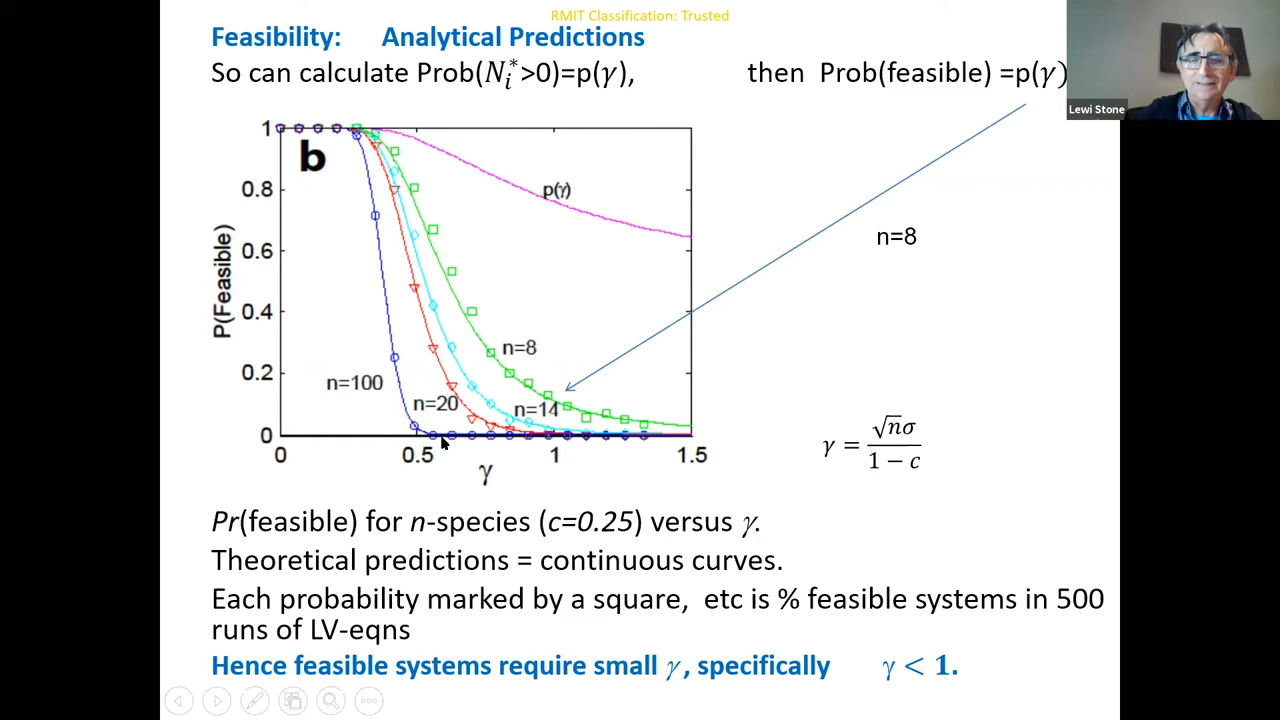 RMIT Classification: Trusted
Feasibility: Analytical Predictions
So can calculate Prob(N_i^*>0)=p(γ), then Prob(feasible) =p(γ)
Lewi Stone
b
1
0.8
0.6
0.4
0.2
0
P(Feasible)
p(γ)
n=8
n=100
n=20
n=14
0 0.5 1 1.5
γ
n=8
γ = √nσ / 1 − c
Pr(feasible) for n-species (c=0.25) versus γ.
Theoretical predictions = continuous curves.
Each probability marked by a square, etc is % feasible systems in 500
runs of LV-eqns
Hence feasible systems require small γ, specifically γ < 1.